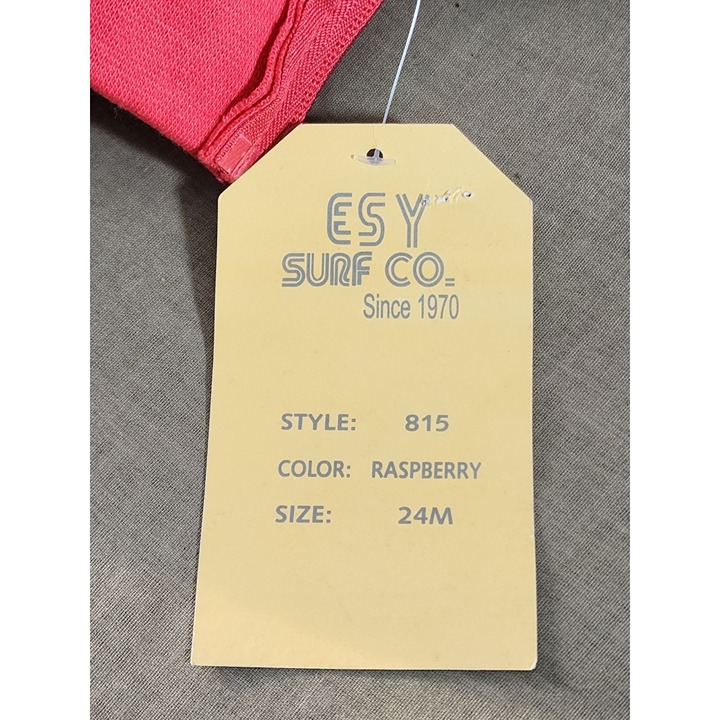 ESY
SURF CO.
Since 1970
STYLE: 815
COLOR: RASPBERRY
SIZE: 24M